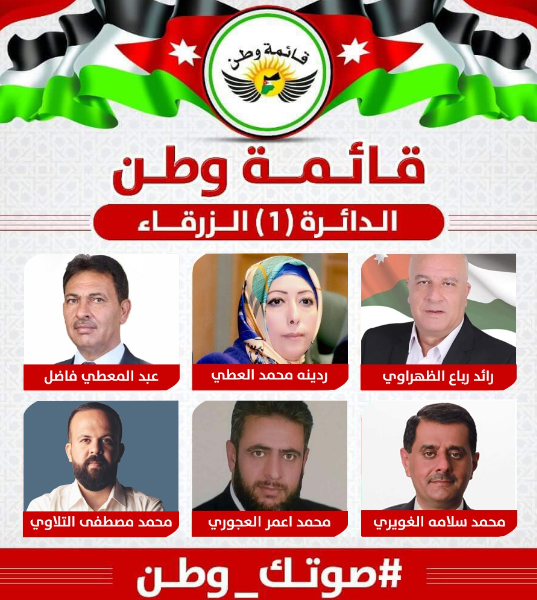 قائمة وطن
قائمة وطن
الدائرة (1) الزرقاء
رائد رباع الظهراوي
ردينه محمد العطي
عبد المعطي فاضل
محمد سلامه الغويري
محمد اعمر العجوري
محمد مصطفى التلاوي
#صوتك_وطن